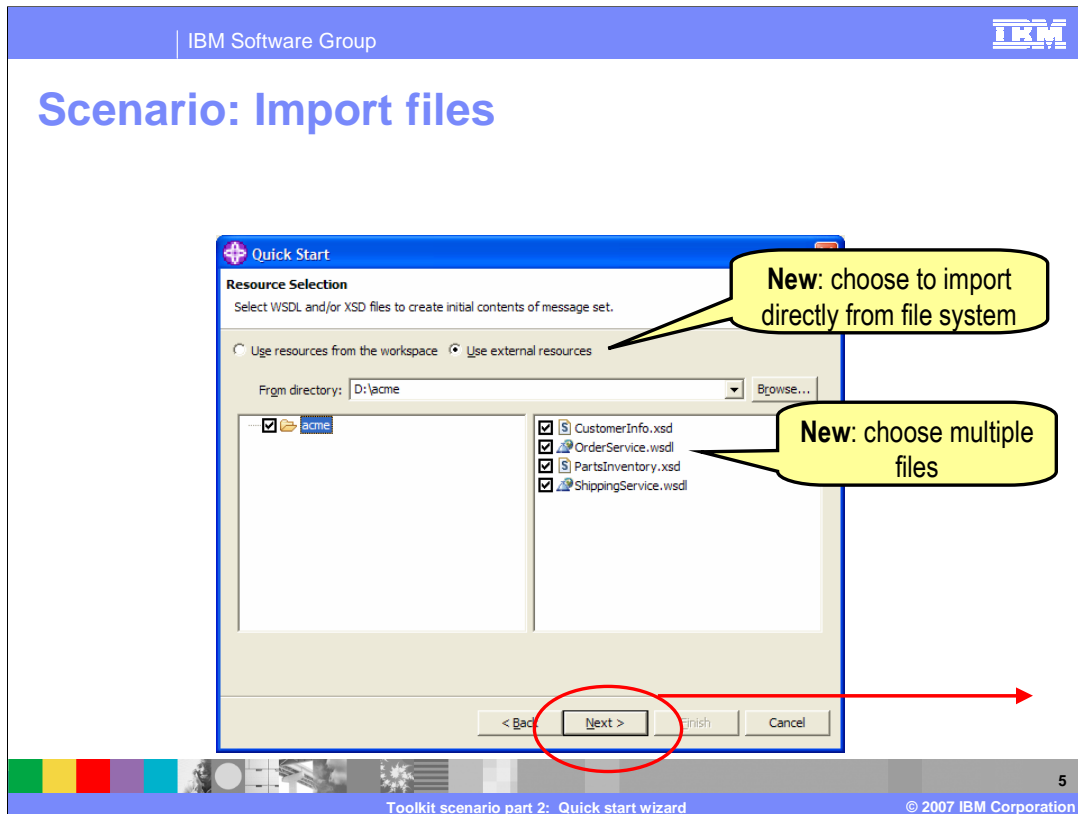 IBM Software Group
IBM
Scenario: Import files
Quick Start
Resource Selection
Select WSDL and/or XSD files to create initial contents of message set.
Use resources from the workspace
Use external resources
From directory:
D:\acme
Browse...
acme
CustomerInfo.xsd
OrderService.wsdl
PartsInventory.xsd
ShippingService.wsdl
New: choose to import
directly from file system
New: choose multiple
files
< Back
Next >
Finish
Cancel
5
Toolkit scenario part 2: Quick start wizard
© 2007 IBM Corporation